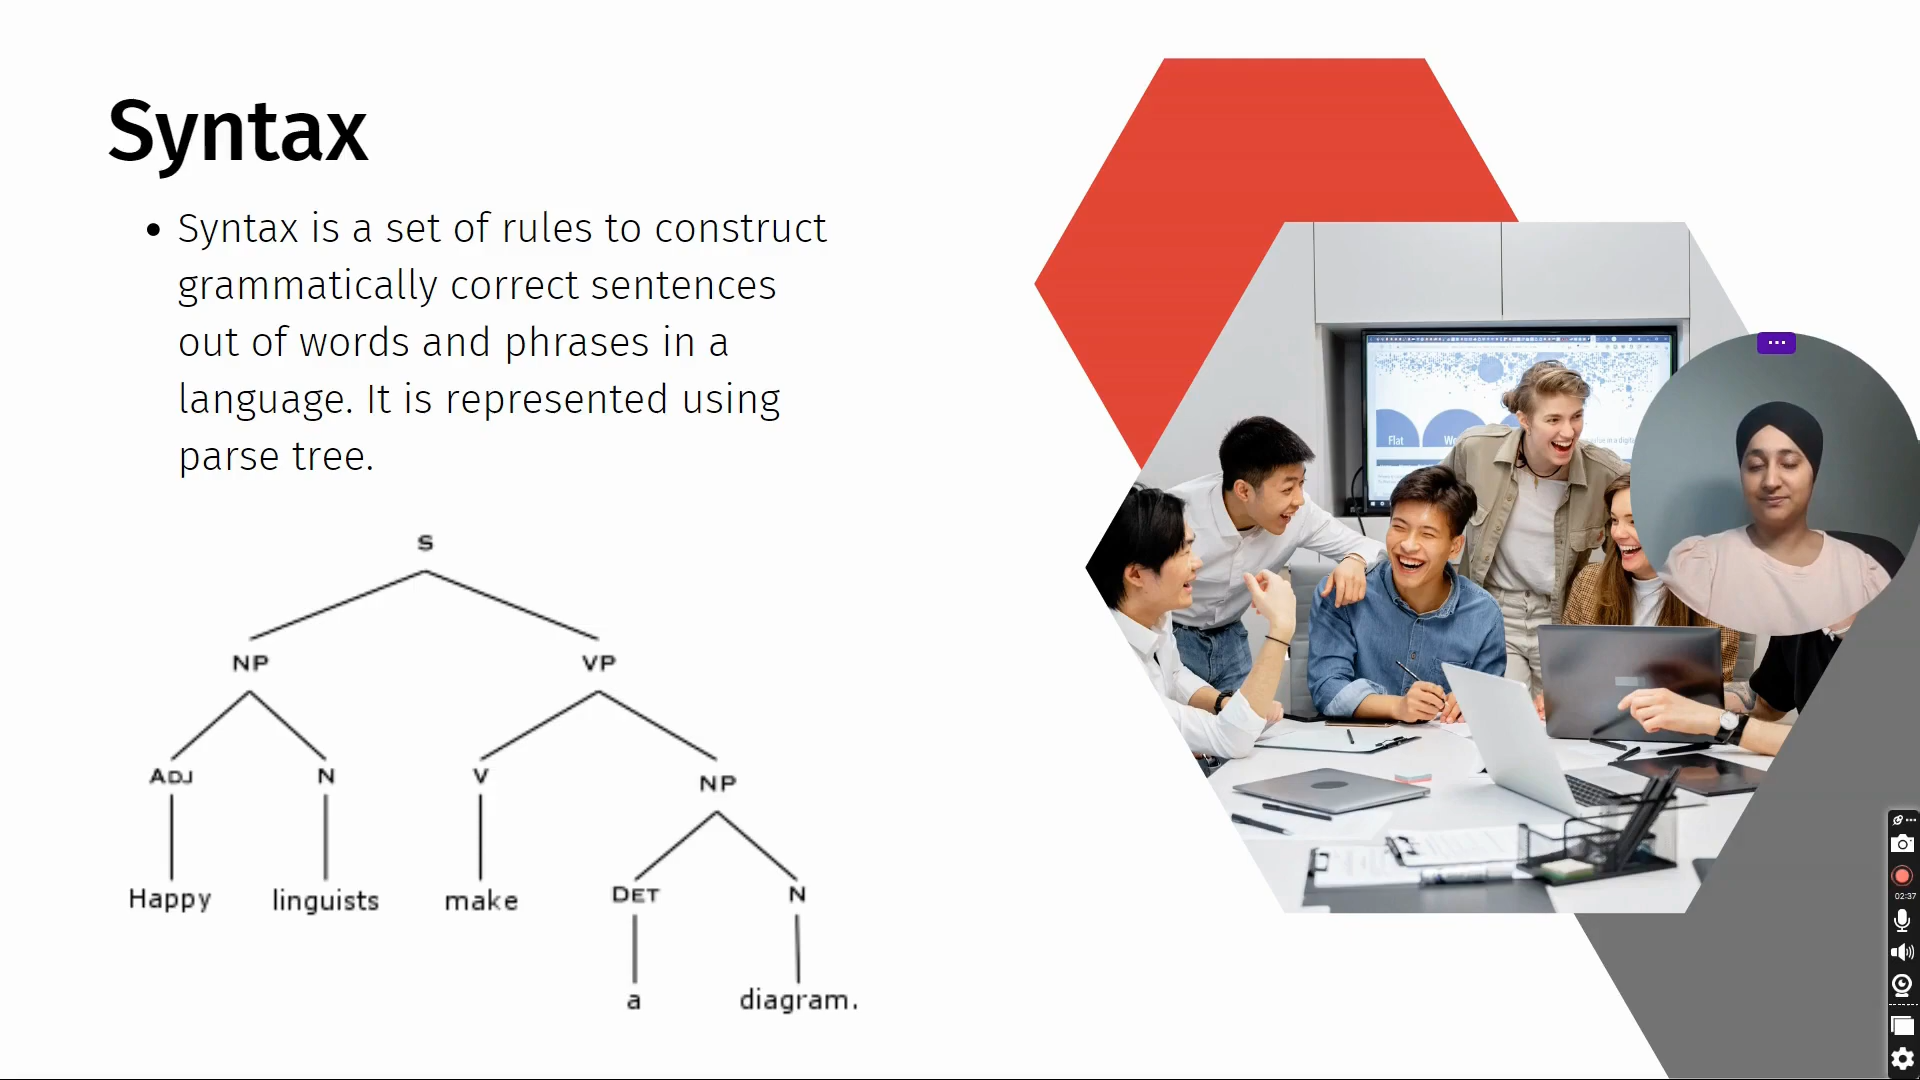 Syntax
• Syntax is a set of rules to construct
grammatically correct sentences
out of words and phrases in a
language. It is represented using
parse tree.
S
NP VP
ADJ N V NP
Happy linguists make DET N
a diagram.
Flat
02:37